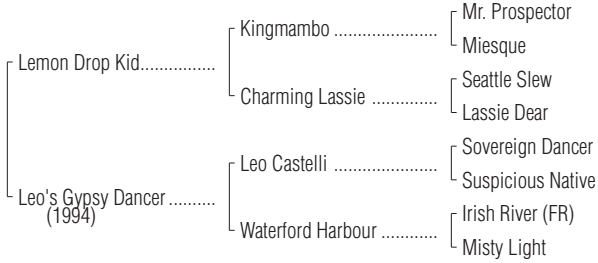 Mr. Prospector
Kingmambo .....................
Miesque
Lemon Drop Kid...............
Seattle Slew
Charming Lassie .............
Lassie Dear
Sovereign Dancer
Leo Castelli .....................
Suspicious Native
Leo's Gypsy Dancer ..........
(1994)
Irish River (FR)
Waterford Harbour ............
Misty Light